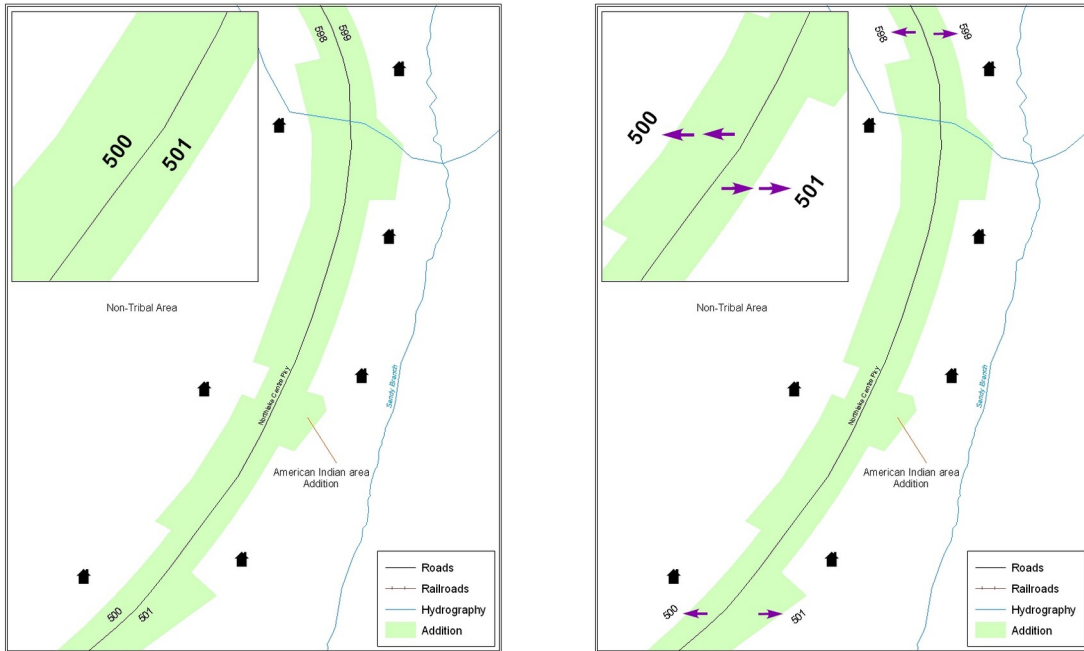 598
599
500
501
Non-Tribal Area
Northlake Centre Pky
Sandy Branch
American Indian area
Addition
500
501
Roads
Railroads
Hydrography
Addition
598
599
500
501
Non-Tribal Area
Northlake Centre Pky
Sandy Branch
American Indian area
Addition
500
501
Roads
Railroads
Hydrography
Addition